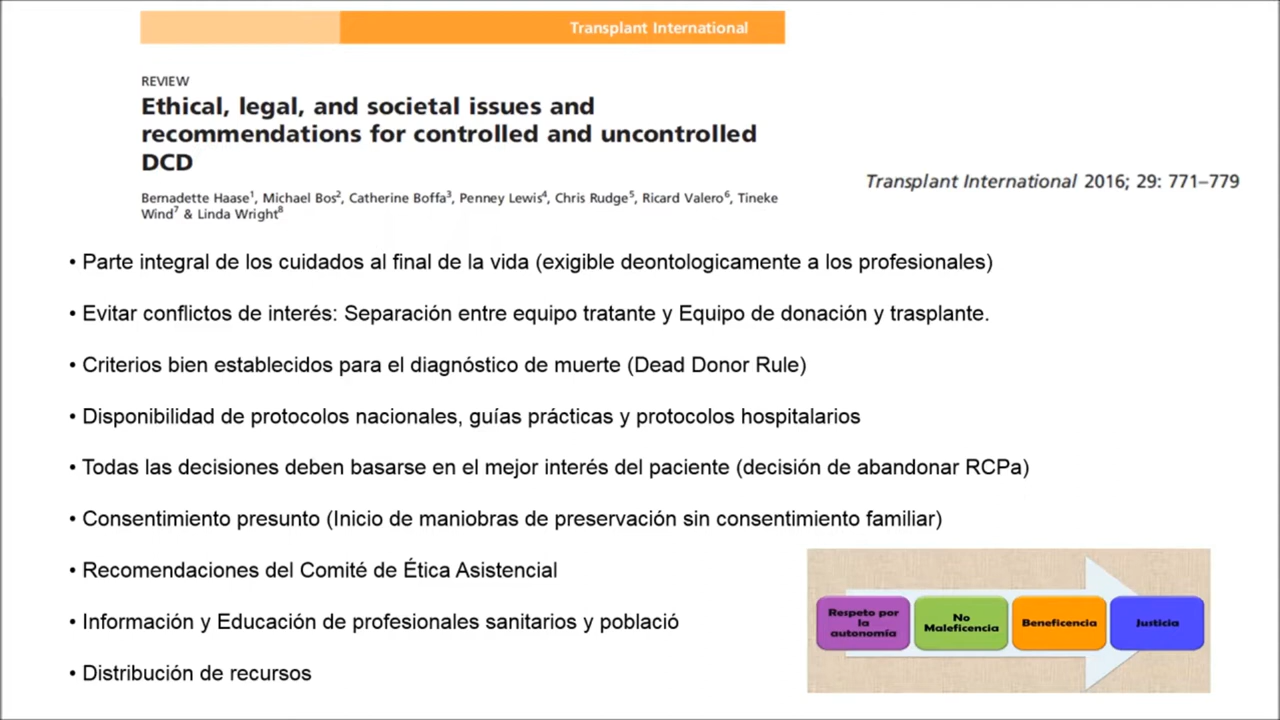 Transplant International
REVIEW
Ethical, legal, and societal issues and
recommendations for controlled and uncontrolled
DCD
Bernadette Haase¹, Michael Bos², Catherine Boffa³, Penney Lewis⁴, Chris Rudge⁵, Ricard Valero⁶, Tineke
Wind⁷ & Linda Wright⁸
Transplant International 2016; 29: 771–779
• Parte integral de los cuidados al final de la vida (exigible deontologicamente a los profesionales)
• Evitar conflictos de interés: Separación entre equipo tratante y Equipo de donación y trasplante.
• Criterios bien establecidos para el diagnóstico de muerte (Dead Donor Rule)
• Disponibilidad de protocolos nacionales, guías prácticas y protocolos hospitalarios
• Todas las decisiones deben basarse en el mejor interés del paciente (decisión de abandonar RCPa)
• Consentimiento presunto (Inicio de maniobras de preservación sin consentimiento familiar)
• Recomendaciones del Comité de Ética Asistencial
• Información y Educación de profesionales sanitarios y població
• Distribución de recursos
Respeto por
la
autonomía
No
Maleficencia
Beneficencia
Justicia